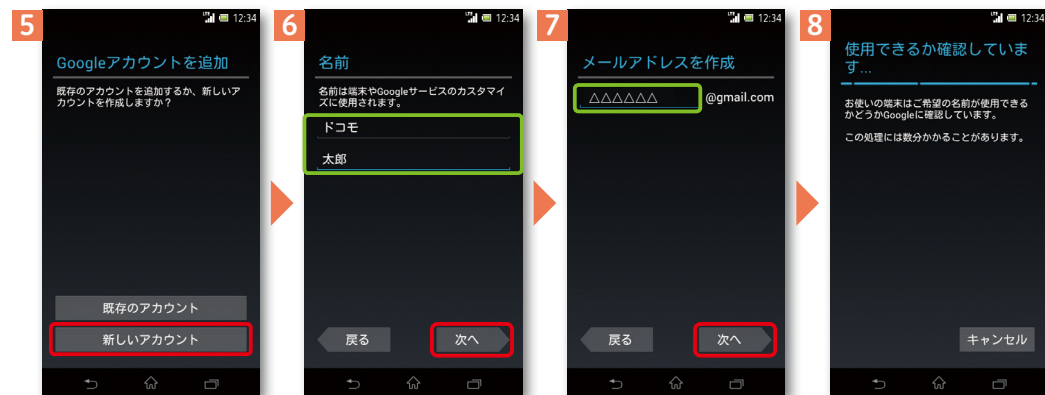 5
12:34
Googleアカウントを追加
既存のアカウントを追加するか、新しいア
カウントを作成しますか？
既存のアカウント
新しいアカウント
6
12:34
名前
名前は端末やGoogleサービスのカスタマイ
ズに使用されます。
ドコモ
太郎
戻る
次へ
7
12:34
メールアドレスを作成
△△△△△△ @gmail.com
戻る
次へ
8
12:34
使用できるか確認していま
す...
お使いの端末はご希望の名前が使用できる
かどうかGoogleに確認しています。
この処理には数分かかることがあります。
キャンセル